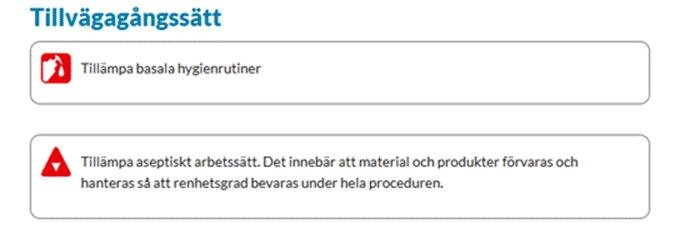 Tillvägagångssätt
Tillämpa basala hygienrutiner
Tillämpa aseptiskt arbetssätt. Det innebär att material och produkter förvaras och
hanteras så att renhetsgrad bevaras under hela proceduren.